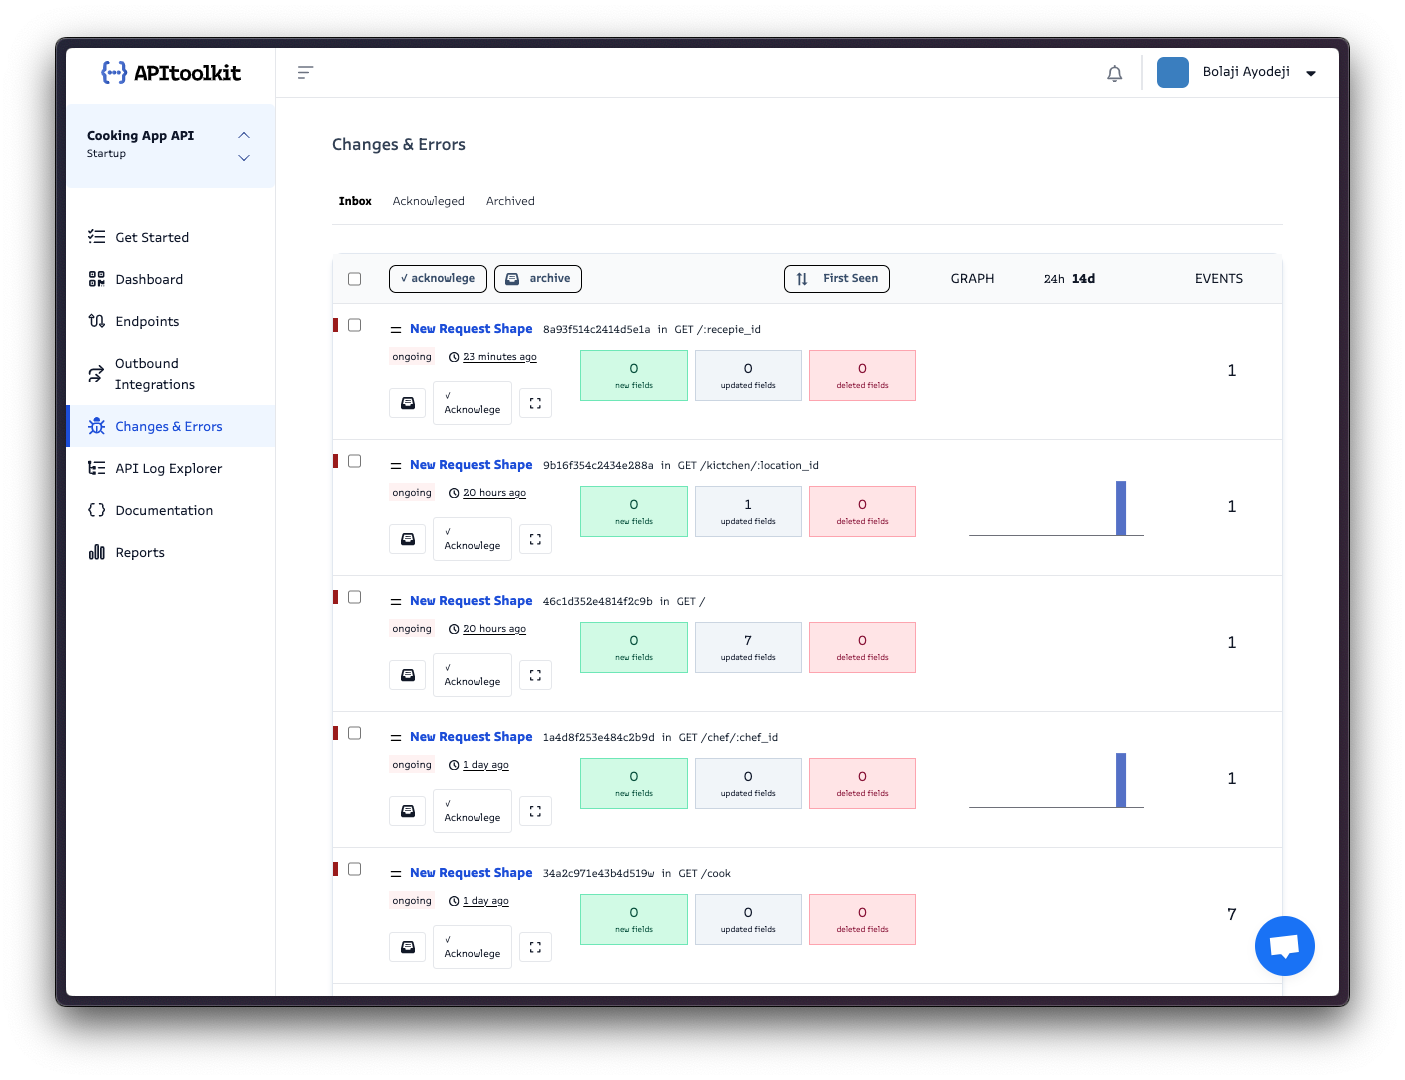 {···} APItoolkit
Bolaji Ayodeji
Cooking App API
Startup
Get Started
Dashboard
Endpoints
Outbound
Integrations
Changes & Errors
API Log Explorer
Documentation
Reports
Changes & Errors
Inbox Acknowleged Archived
√ acknowlege archive First Seen GRAPH 24h 14d EVENTS
New Request Shape 8a93f514c2414d5e1a in GET /:recepie_id
ongoing 23 minutes ago
0 0 0 1
new fields updated fields deleted fields
√
Acknowlege
New Request Shape 9b16f354c2434e288a in GET /kictchen/:location_id
ongoing 20 hours ago
0 1 0 1
new fields updated fields deleted fields
√
Acknowlege
New Request Shape 46c1d352e4814f2c9b in GET /
ongoing 20 hours ago
0 7 0 1
new fields updated fields deleted fields
√
Acknowlege
New Request Shape 1a4d8f253e484c2b9d in GET /chef/:chef_id
ongoing 1 day ago
0 0 0 1
new fields updated fields deleted fields
√
Acknowlege
New Request Shape 34a2c971e43b4d519w in GET /cook
ongoing 1 day ago
0 0 0 7
new fields updated fields deleted fields
√
Acknowlege